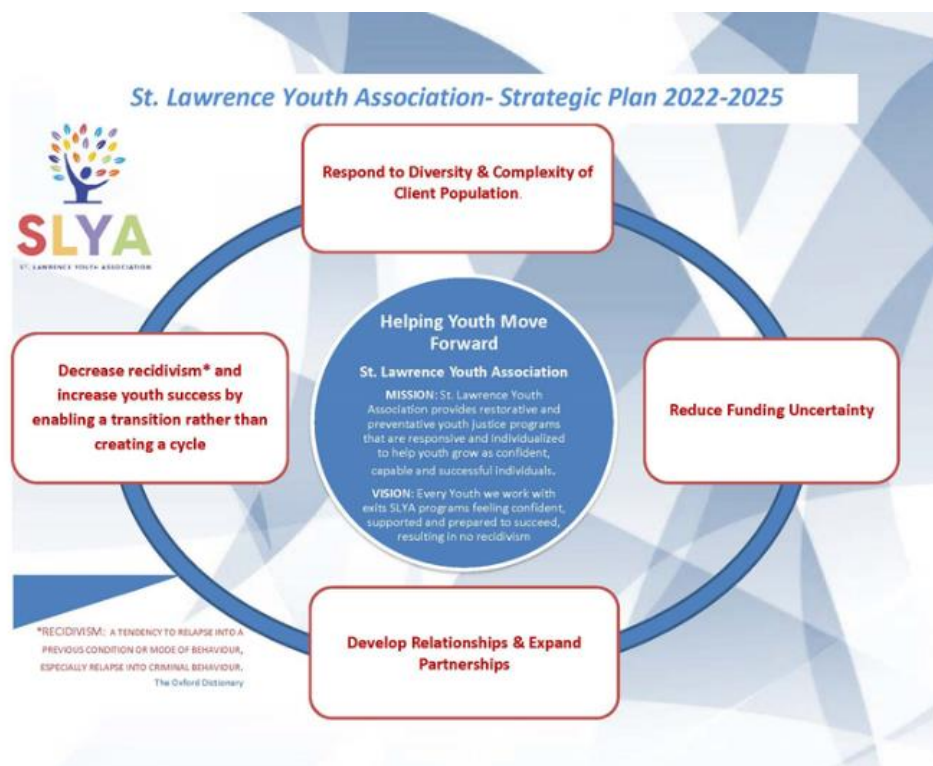 St. Lawrence Youth Association- Strategic Plan 2022-2025
SLYA
ST. LAWRENCE YOUTH ASSOCIATION
Respond to Diversity & Complexity of
Client Population.
Helping Youth Move
Forward
St. Lawrence Youth Association
MISSION: St. Lawrence Youth
Association provides restorative and
preventative youth justice programs
that are responsive and individualized
to help youth grow as confident,
capable and successful individuals.
VISION: Every Youth we work with
exits SLYA programs feeling confident,
supported and prepared to succeed,
resulting in no recidivism
Decrease recidivism* and
increase youth success by
enabling a transition rather than
creating a cycle
Reduce Funding Uncertainty
Develop Relationships & Expand
Partnerships
*RECIDIVISM: A TENDENCY TO RELAPSE INTO A
PREVIOUS CONDITION OR MODE OF BEHAVIOUR,
ESPECIALLY RELAPSE INTO CRIMINAL BEHAVIOUR.
The Oxford Dictionary